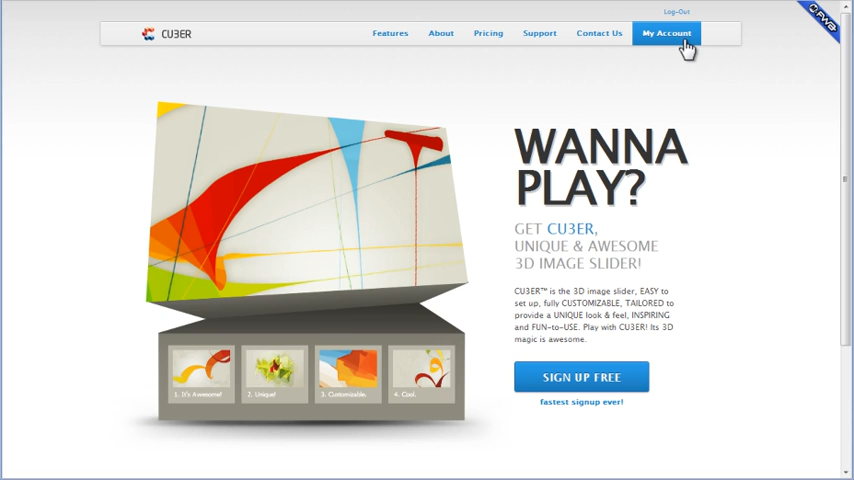 Log-Out
FWA
CU3ER
Features
About
Pricing
Support
Contact Us
My Account
WANNA
PLAY?
GET CU3ER,
UNIQUE & AWESOME
3D IMAGE SLIDER!
CU3ER™ is the 3D image slider, EASY to
set up, fully CUSTOMIZABLE, TAILORED to
provide a UNIQUE look & feel, INSPIRING
and FUN-to-USE. Play with CU3ER! Its 3D
magic is awesome.
1. It's Awesome!
2. Unique!
3. Customizable.
4. Cool.
SIGN UP FREE
fastest signup ever!